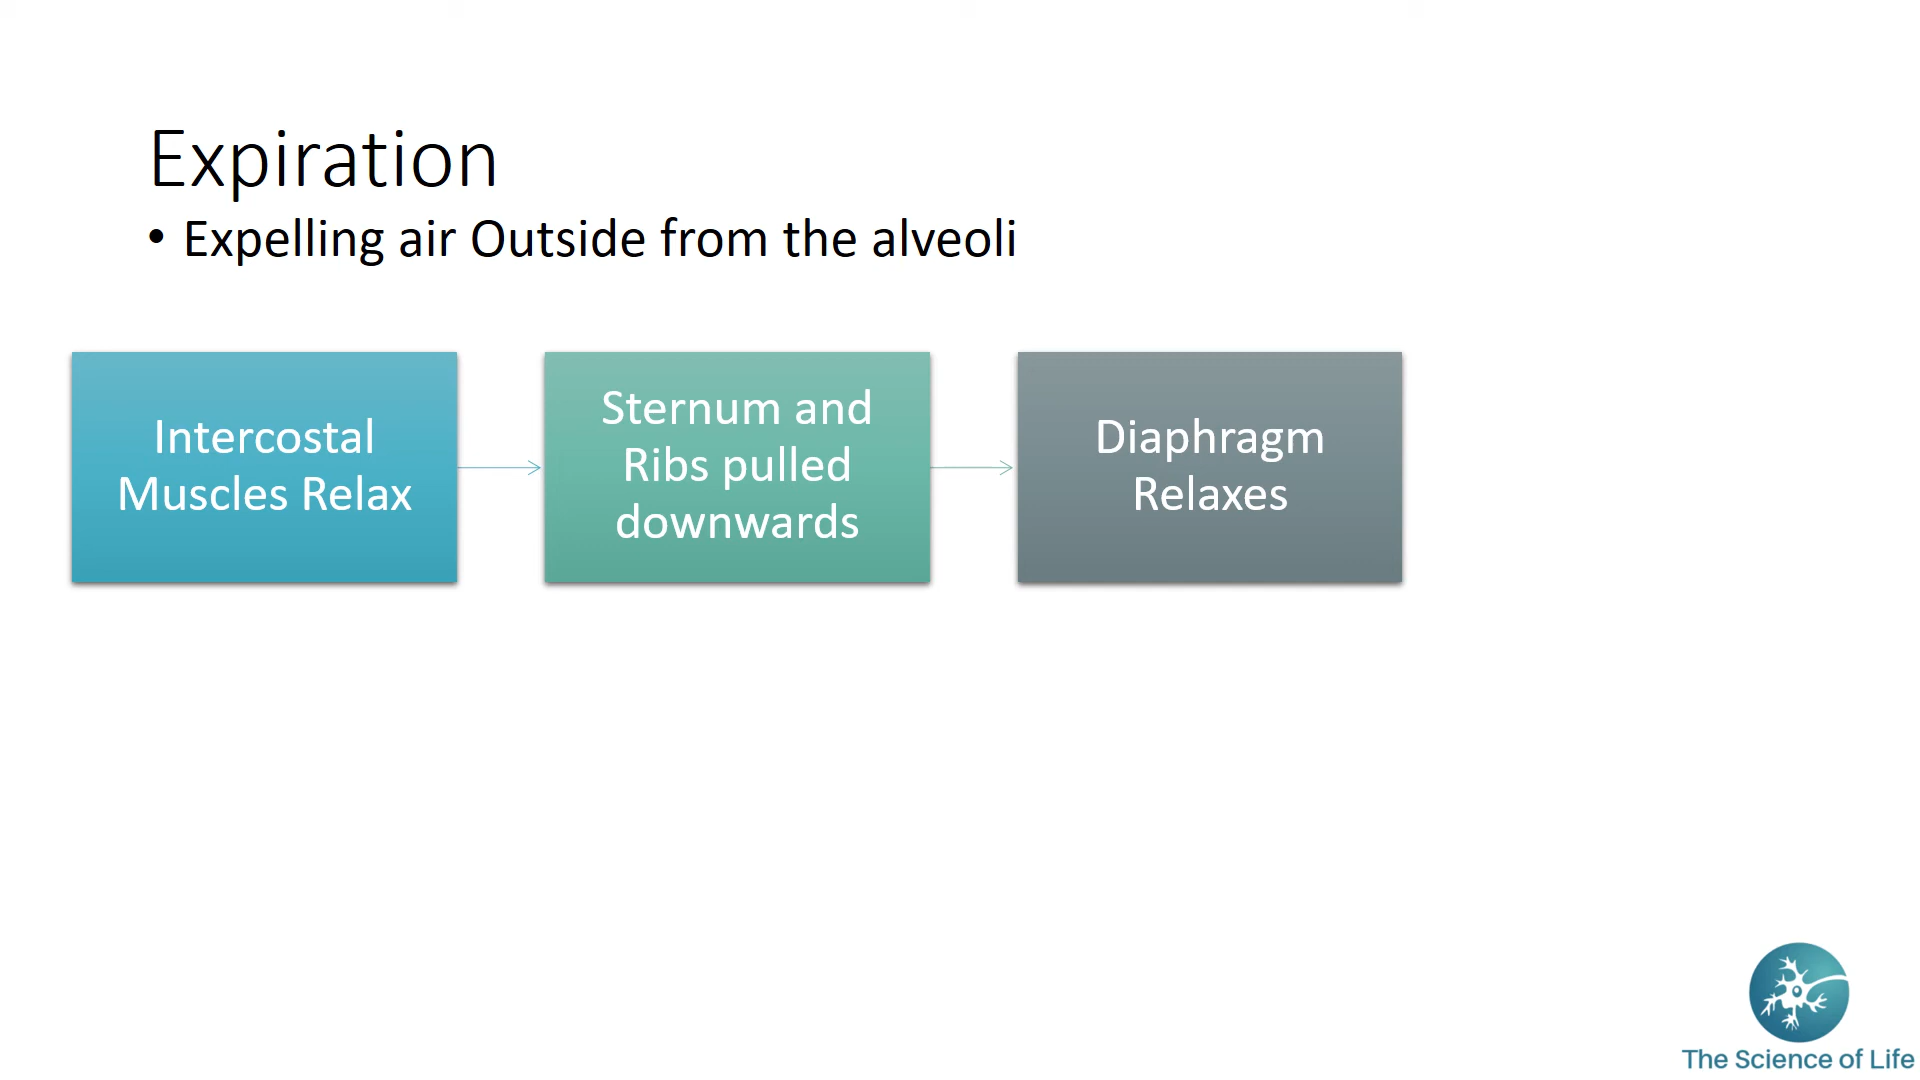 Expiration
• Expelling air Outside from the alveoli
Intercostal
Muscles Relax
Sternum and
Ribs pulled
downwards
Diaphragm
Relaxes
The Science of Life